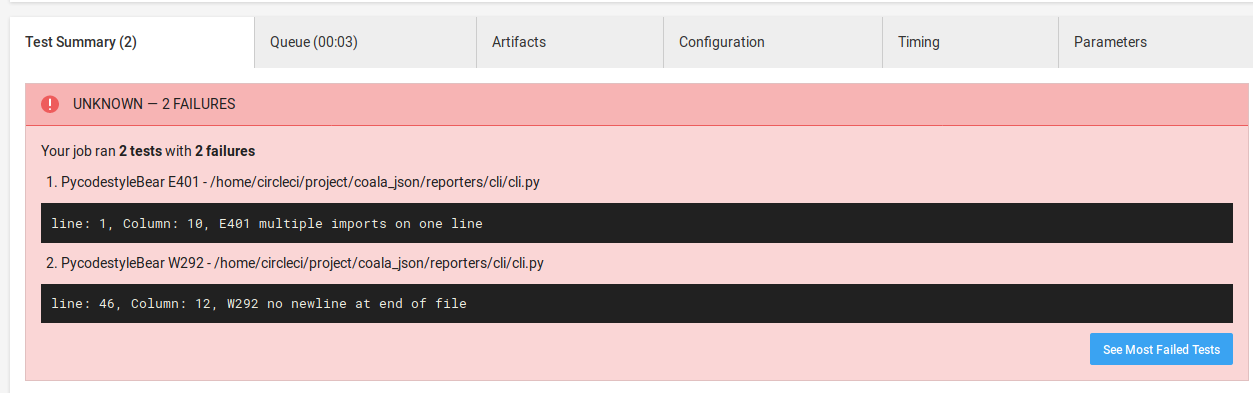 Test Summary (2)
Queue (00:03)
Artifacts
Configuration
Timing
Parameters
UNKNOWN — 2 FAILURES
Your job ran 2 tests with 2 failures
1. PycodestyleBear E401 - /home/circleci/project/coala_json/reporters/cli/cli.py
line: 1, Column: 10, E401 multiple imports on one line
2. PycodestyleBear W292 - /home/circleci/project/coala_json/reporters/cli/cli.py
line: 46, Column: 12, W292 no newline at end of file
See Most Failed Tests